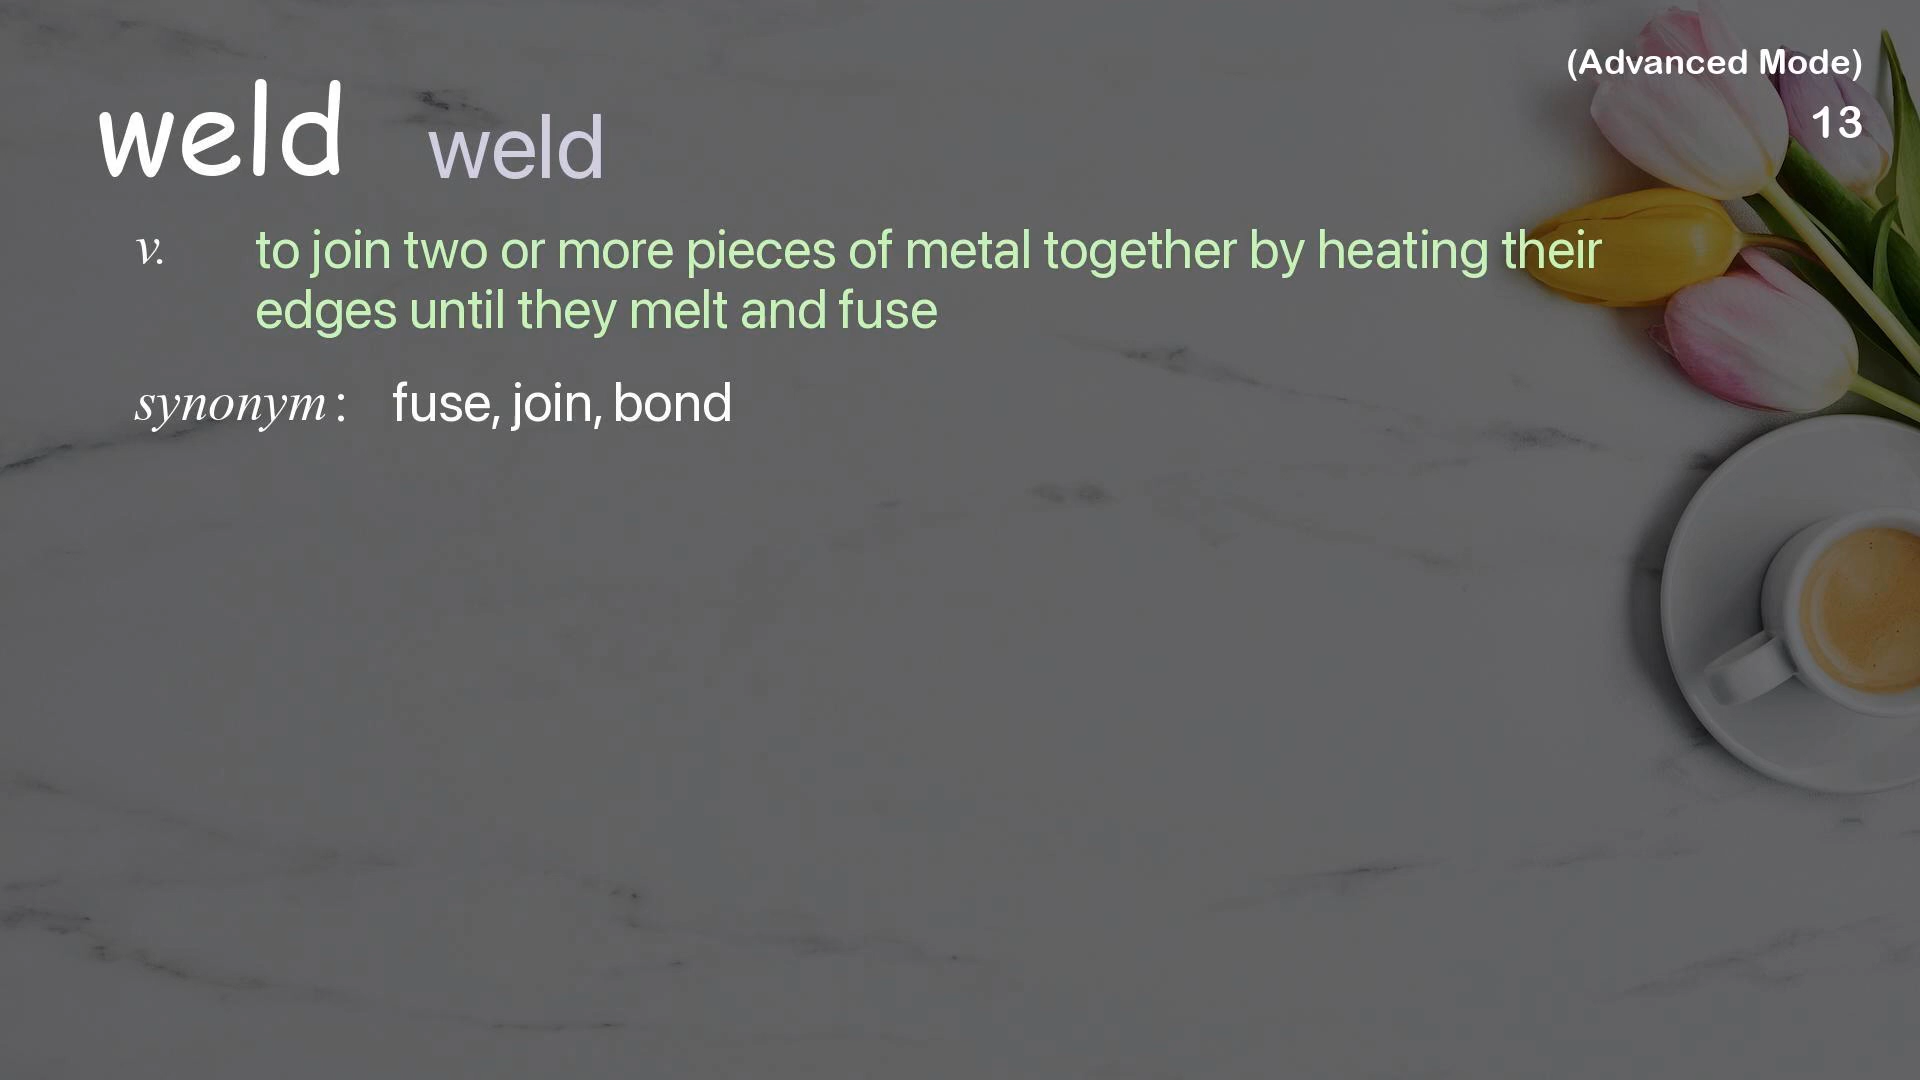 (Advanced Mode)
13
weld weld
v. to join two or more pieces of metal together by heating their
edges until they melt and fuse
synonym: fuse, join, bond